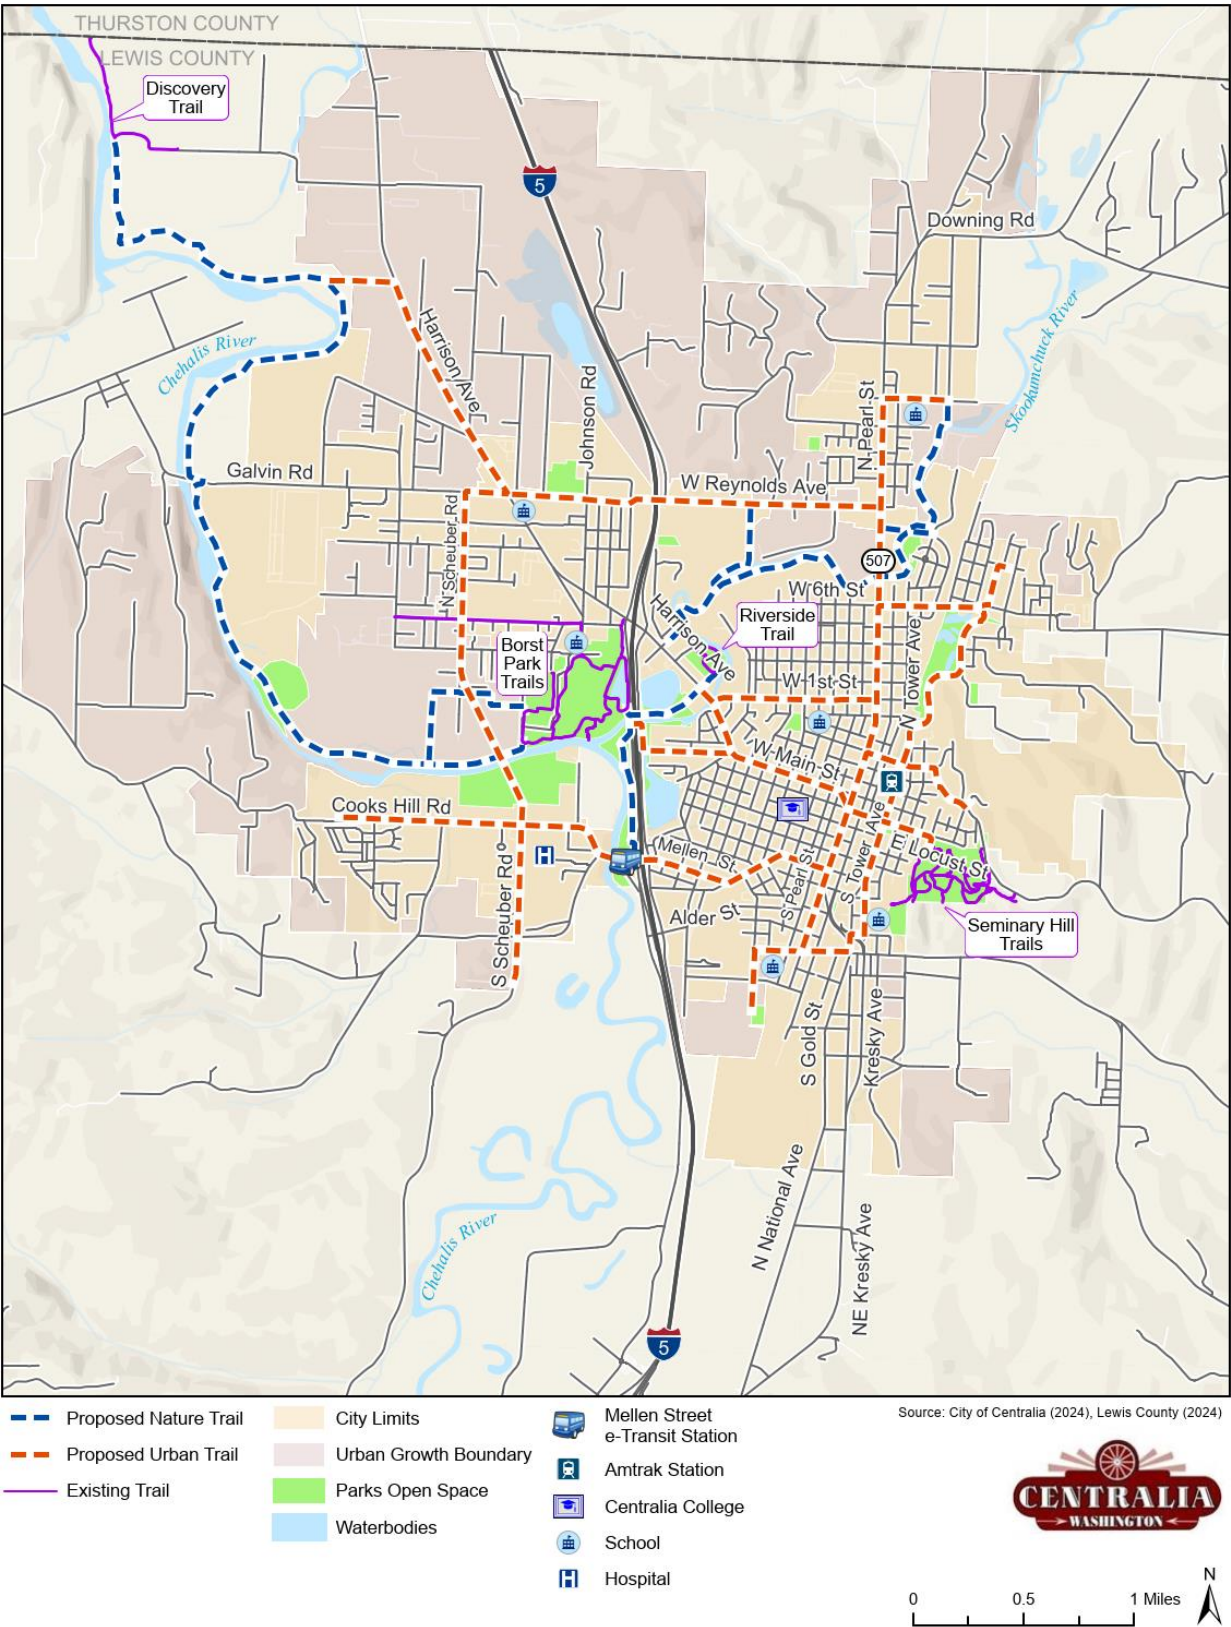 THURSTON COUNTY
LEWIS COUNTY
Discovery
Trail
5
Downing Rd
Chehalis River
Harrison Ave
Johnson Rd
N Pearl St
Skookumchuck River
Galvin Rd
W Reynolds Ave
N Scheuber Rd
507
W 6th St
Harrison Ave
Riverside
Trail
Borst
Park
Trails
W 1st St
N Tower Ave
W Main St
Cooks Hill Rd
Mellen St
S Pearl St
S Tower Ave
E Locust St
S Scheuber Rd
Alder St
Seminary Hill
Trails
S Gold St
Kresky Ave
N National Ave
NE Kresky Ave
Chehalis River
5
Proposed Nature Trail
Proposed Urban Trail
Existing Trail
City Limits
Urban Growth Boundary
Parks Open Space
Waterbodies
Mellen Street
e-Transit Station
Amtrak Station
Centralia College
School
H
Hospital
Source: City of Centralia (2024), Lewis County (2024)
CENTRALIA
WASHINGTON
N
0 0.5 1 Miles